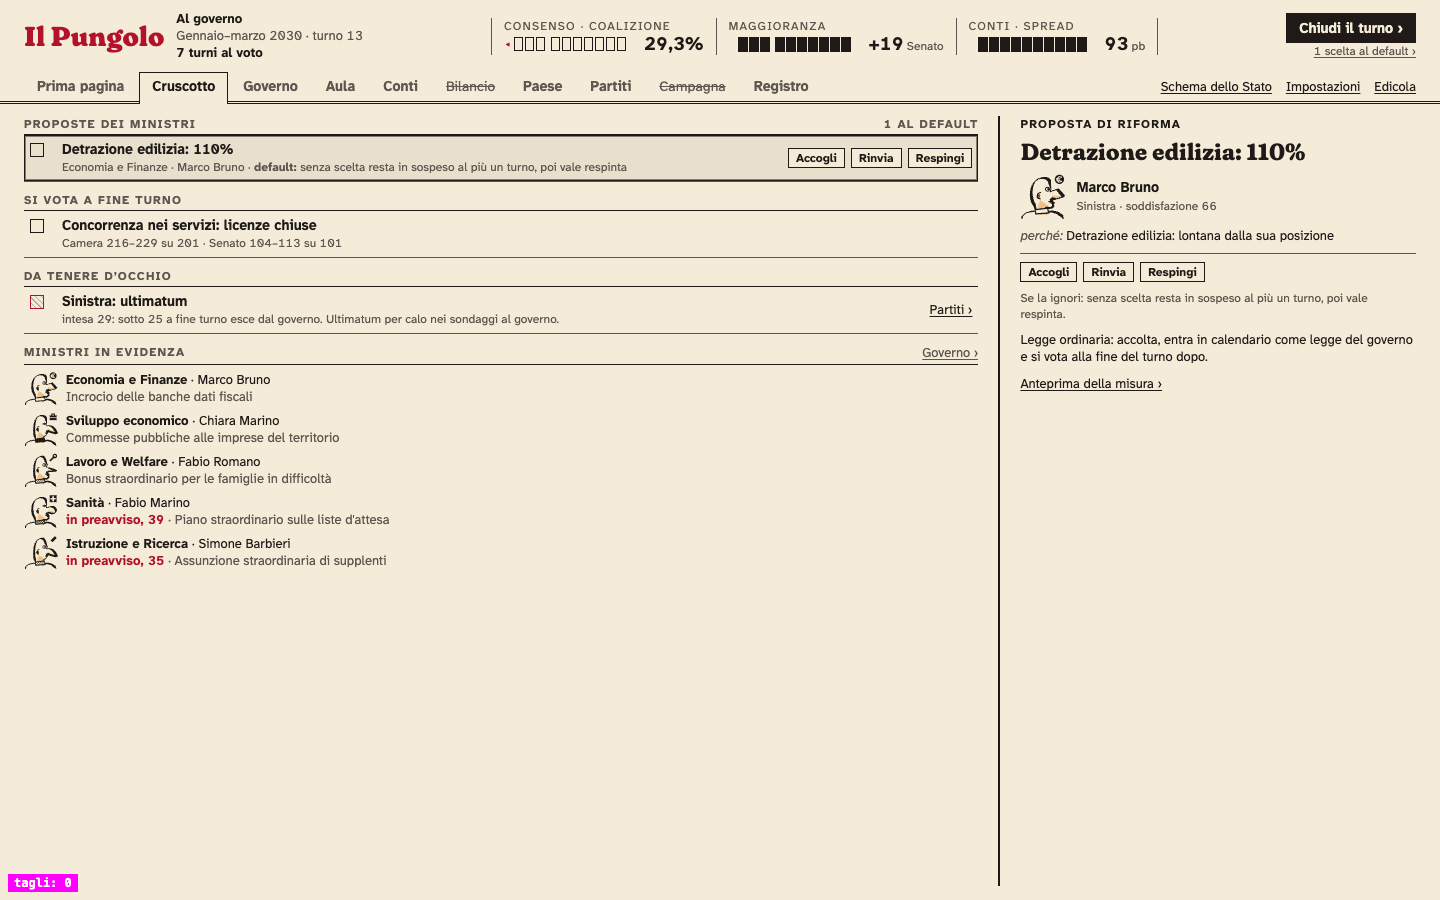 Il Pungolo
Al governo
Gennaio–marzo 2030 · turno 13
7 turni al voto
CONSENSO · COALIZIONE
29,3%
MAGGIORANZA
+19 Senato
CONTI · SPREAD
93 pb
Chiudi il turno ›
1 scelta al default ›
Prima pagina
Cruscotto
Governo
Aula
Conti
Bilancio
Paese
Partiti
Campagna
Registro
Schema dello Stato
Impostazioni
Edicola
PROPOSTE DEI MINISTRI
1 AL DEFAULT
Detrazione edilizia: 110%
Economia e Finanze · Marco Bruno · default: senza scelta resta in sospeso al più un turno, poi vale respinta
Accogli
Rinvia
Respingi
SI VOTA A FINE TURNO
Concorrenza nei servizi: licenze chiuse
Camera 216–229 su 201 · Senato 104–113 su 101
DA TENERE D'OCCHIO
Sinistra: ultimatum
intesa 29: sotto 25 a fine turno esce dal governo. Ultimatum per calo nei sondaggi al governo.
Partiti ›
MINISTRI IN EVIDENZA
Governo ›
Economia e Finanze · Marco Bruno
Incrocio delle banche dati fiscali
Sviluppo economico · Chiara Marino
Commesse pubbliche alle imprese del territorio
Lavoro e Welfare · Fabio Romano
Bonus straordinario per le famiglie in difficoltà
Sanità · Fabio Marino
in preavviso, 39 · Piano straordinario sulle liste d'attesa
Istruzione e Ricerca · Simone Barbieri
in preavviso, 35 · Assunzione straordinaria di supplenti
PROPOSTA DI RIFORMA
Detrazione edilizia: 110%
Marco Bruno
Sinistra · soddisfazione 66
perché: Detrazione edilizia: lontana dalla sua posizione
Accogli
Rinvia
Respingi
Se la ignori: senza scelta resta in sospeso al più un turno, poi vale
respinta.
Legge ordinaria: accolta, entra in calendario come legge del governo
e si vota alla fine del turno dopo.
Anteprima della misura ›
tagli: 0